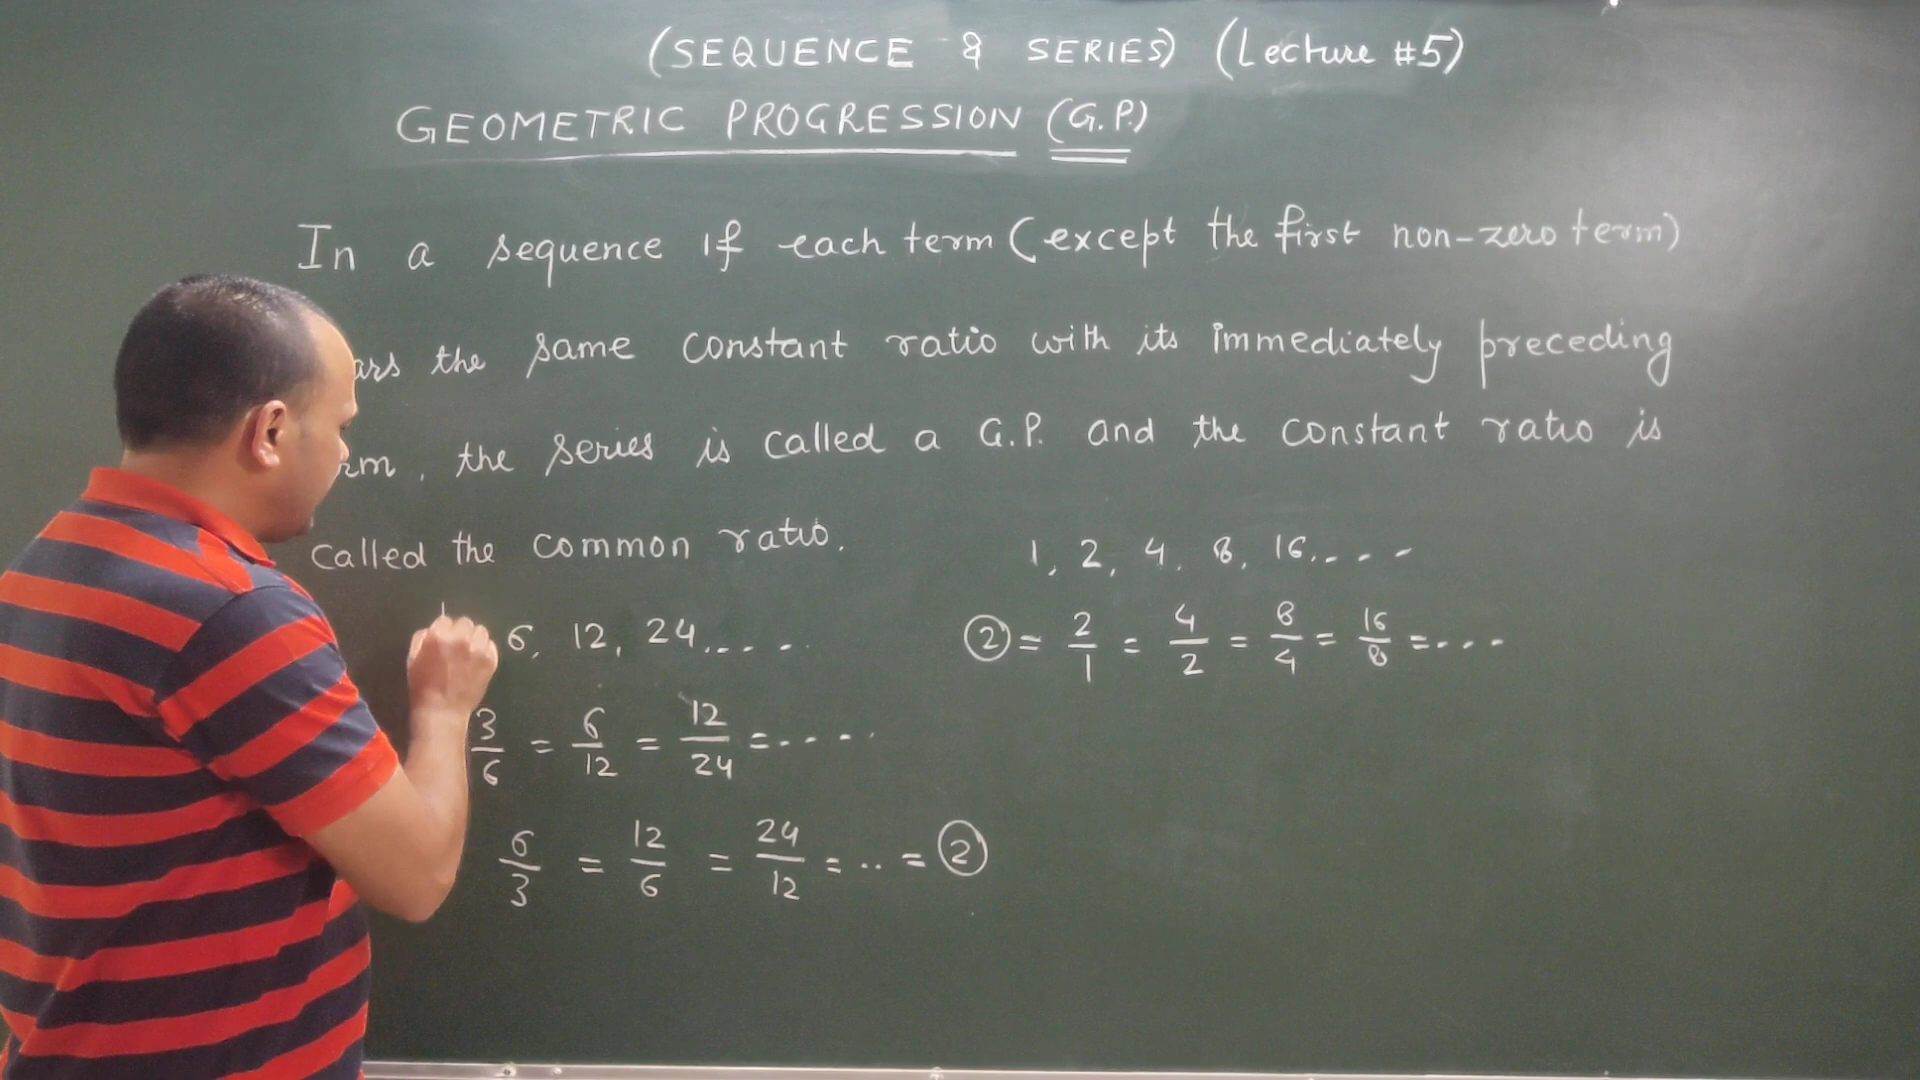 (SEQUENCE & SERIES) (Lecture #5)
GEOMETRIC PROGRESSION (G.P.)
In a sequence if each term (except the first non-zero term)
the same constant ratio with its immediately preceding
, the series is called a G.P. and the constant ratio is
called the common ratio.
1, 2, 4, 8, 16, - - -
6, 12, 24, - - - -
2 = 2/1 = 4/2 = 8/4 = 16/8 = - - -
3/6 = 6/12 = 12/24 = - - - -
6/3 = 12/6 = 24/12 = .. = 2